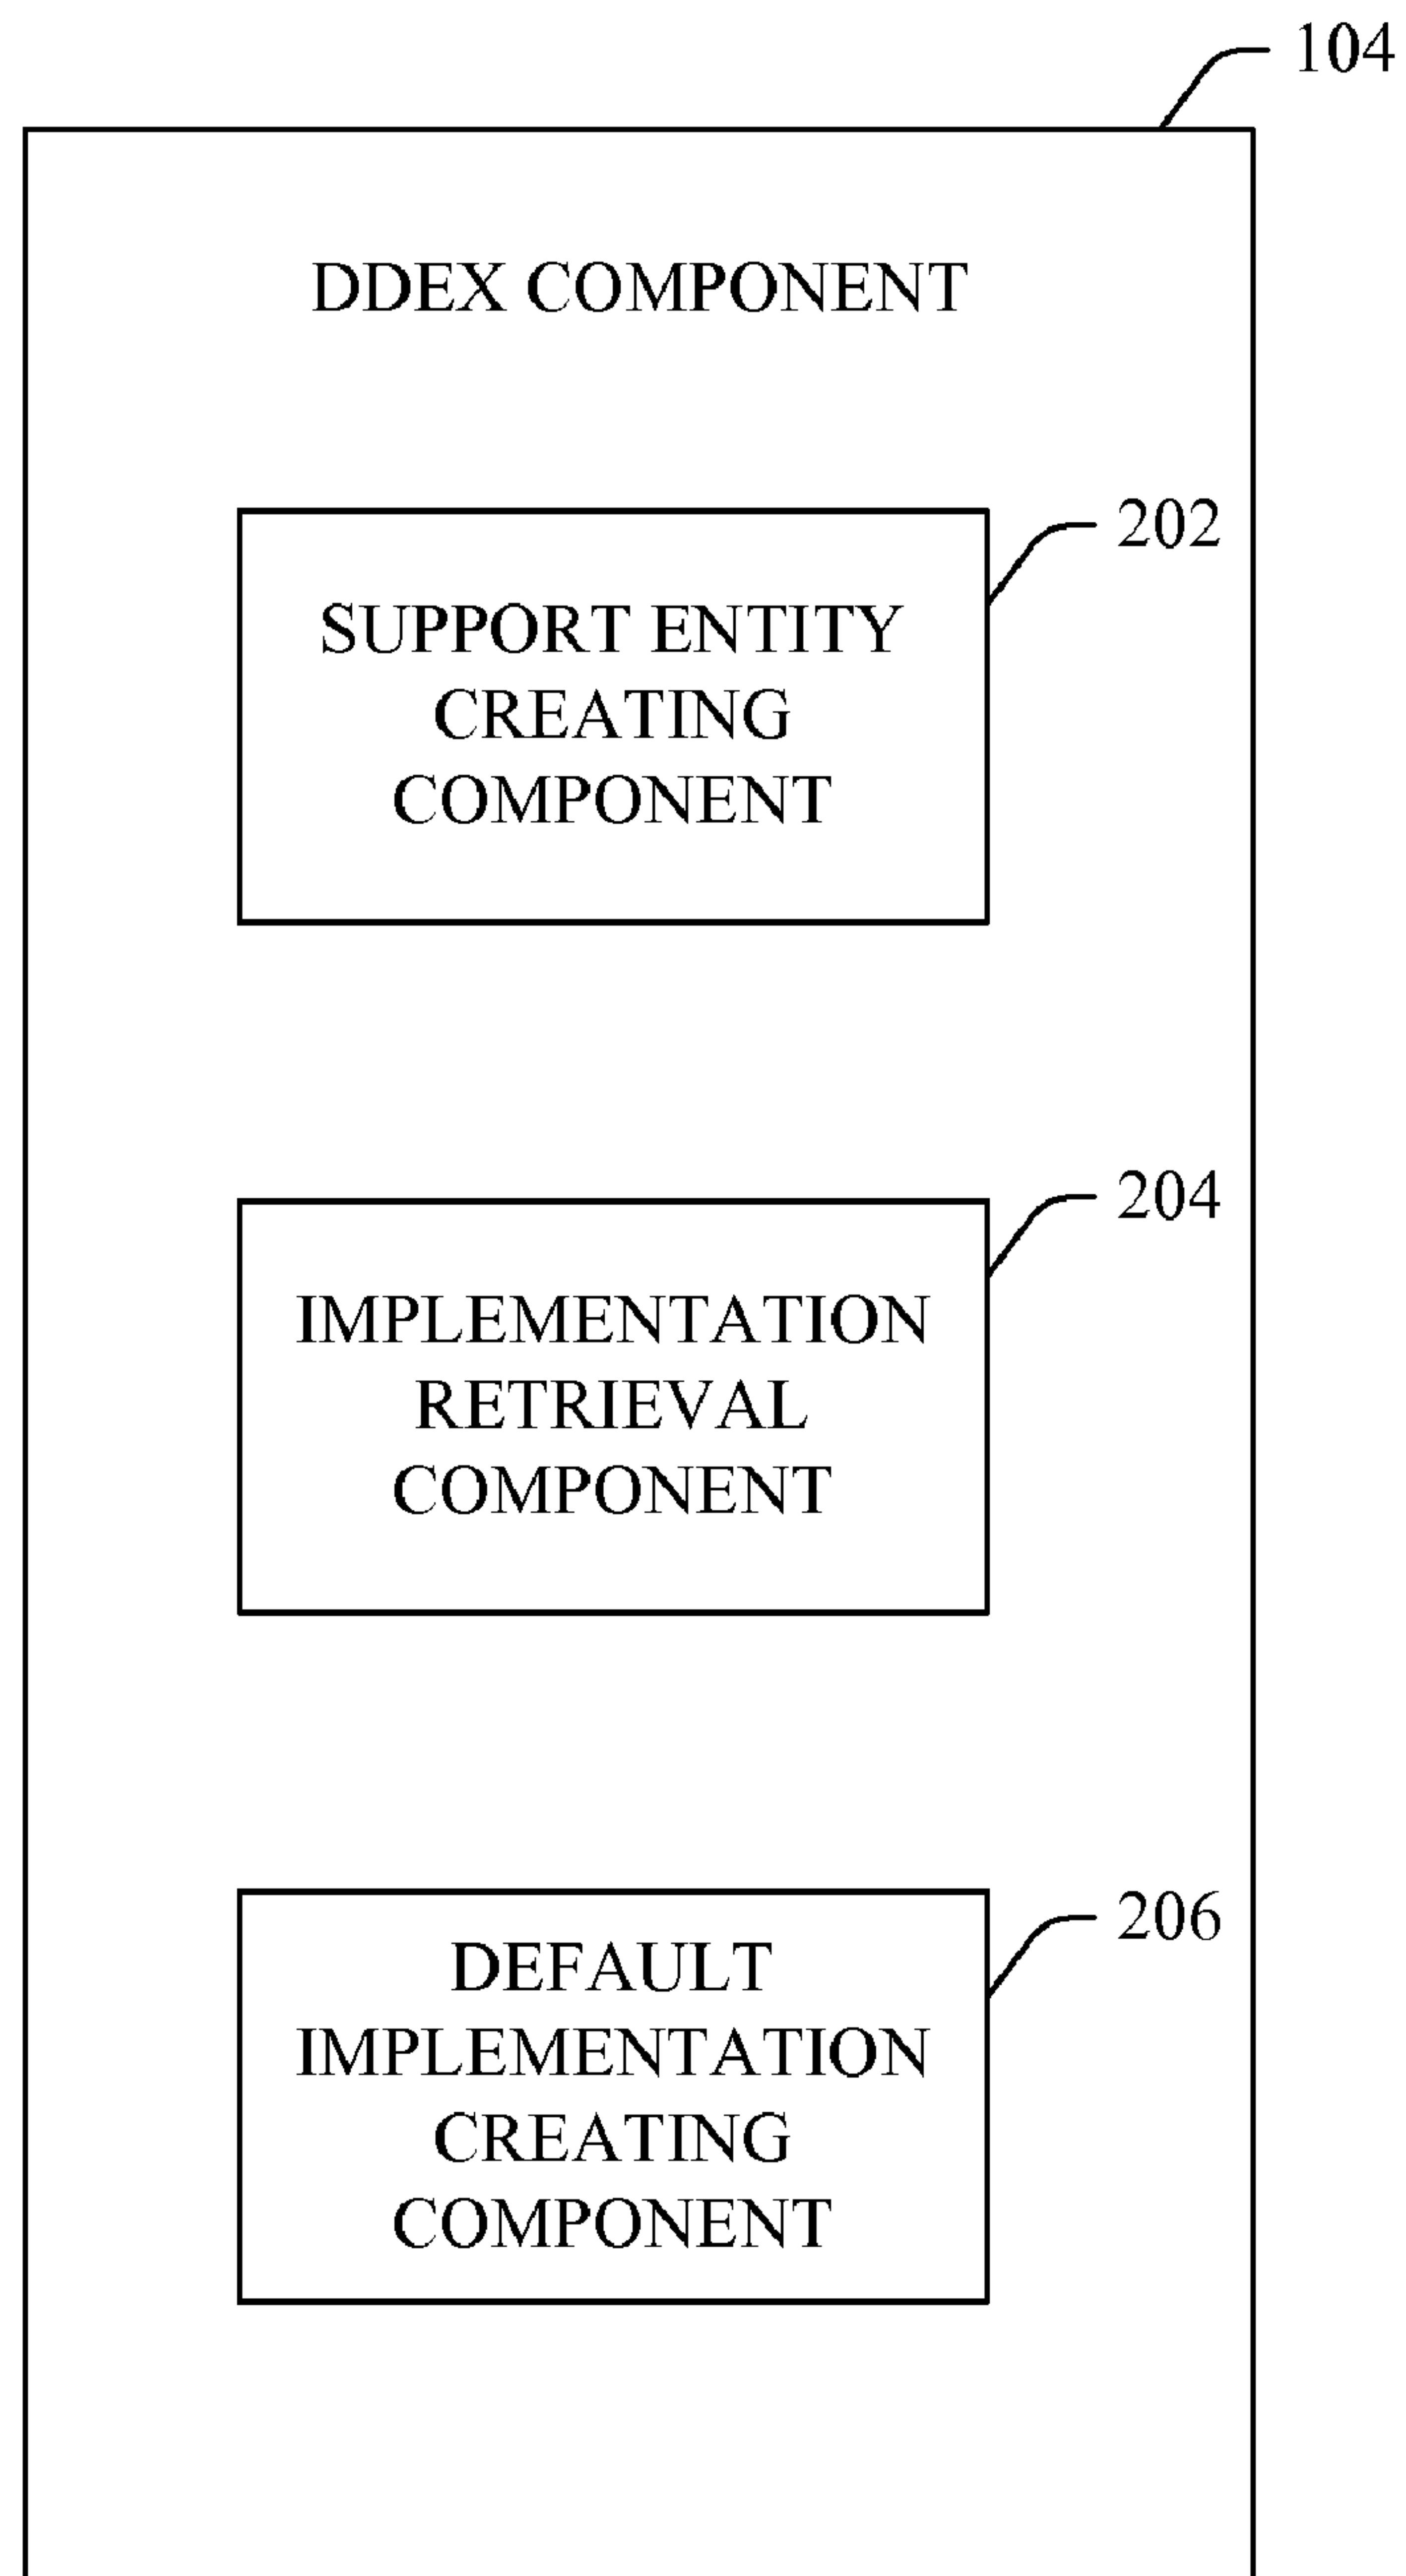 104
DDEX COMPONENT
202
SUPPORT ENTITY
CREATING
COMPONENT
204
IMPLEMENTATION
RETRIEVAL
COMPONENT
206
DEFAULT
IMPLEMENTATION
CREATING
COMPONENT